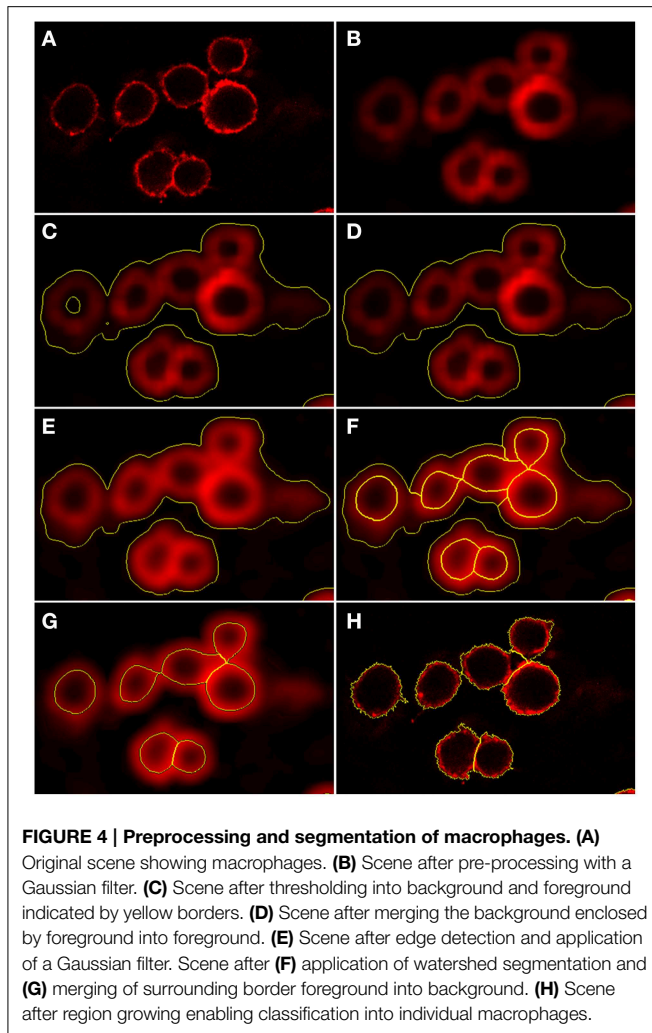 A
B
C
D
E
F
G
H
FIGURE 4 | Preprocessing and segmentation of macrophages. (A)
Original scene showing macrophages. (B) Scene after pre-processing with a
Gaussian filter. (C) Scene after thresholding into background and foreground
indicated by yellow borders. (D) Scene after merging the background enclosed
by foreground into foreground. (E) Scene after edge detection and application
of a Gaussian filter. Scene after (F) application of watershed segmentation and
(G) merging of surrounding border foreground into background. (H) Scene
after region growing enabling classification into individual macrophages.